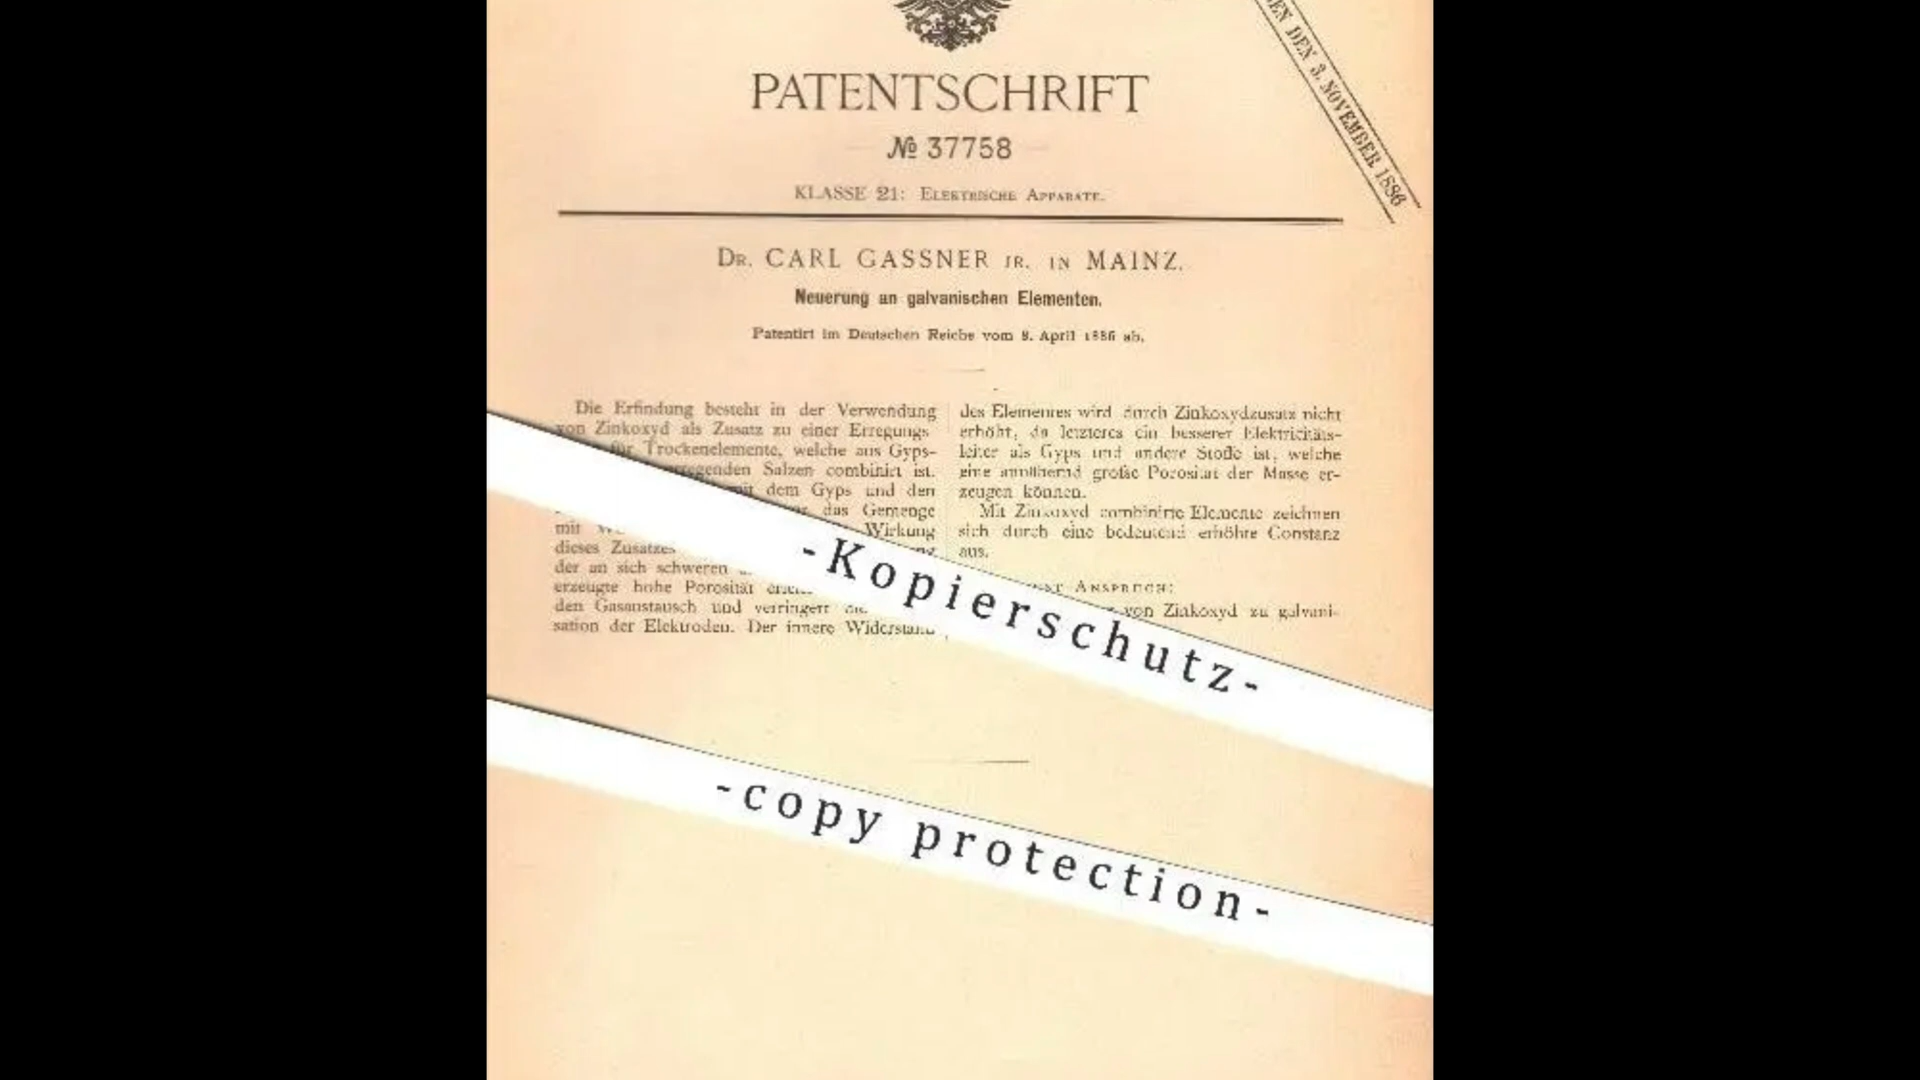 PATENTSCHRIFT
№ 37758
KLASSE 21: ELEKTRISCHE APPARATE.
EN DEN 3. NOVEMBER 1886
DR. CARL GASSNER JR. IN MAINZ.
Neuerung an galvanischen Elementen.
Patentirt im Deutschen Reiche vom 8. April 1886 ab.
Die Erfindung besteht in der Verwendung
von Zinkoxyd als Zusatz zu einer Erregungs-
für Trockenelemente, welche aus Gyps-
erregenden Salzen combinirt ist.
mit dem Gyps und den
das Gemenge
mit Wirkung
dieses Zusatzes
der an sich schweren
erzeugte hohe Porosität
den Gasaustausch und verringert
sation der Elektroden. Der innere Widerstand
des Elementes wird durch Zinkoxydzusatz nicht
erhöht, da letzteres ein besserer Elektricitäts-
leiter als Gyps und andere Stoffe ist, welche
eine annähernd große Porosität der Masse er-
zeugen können.
Mit Zinkoxyd combinirte Elemente zeichnen
sich durch eine bedeutend erhöhte Constanz
aus.
ANSPRUCH:
von Zinkoxyd zu galvani-
-Kopierschutz-
-copy protection-